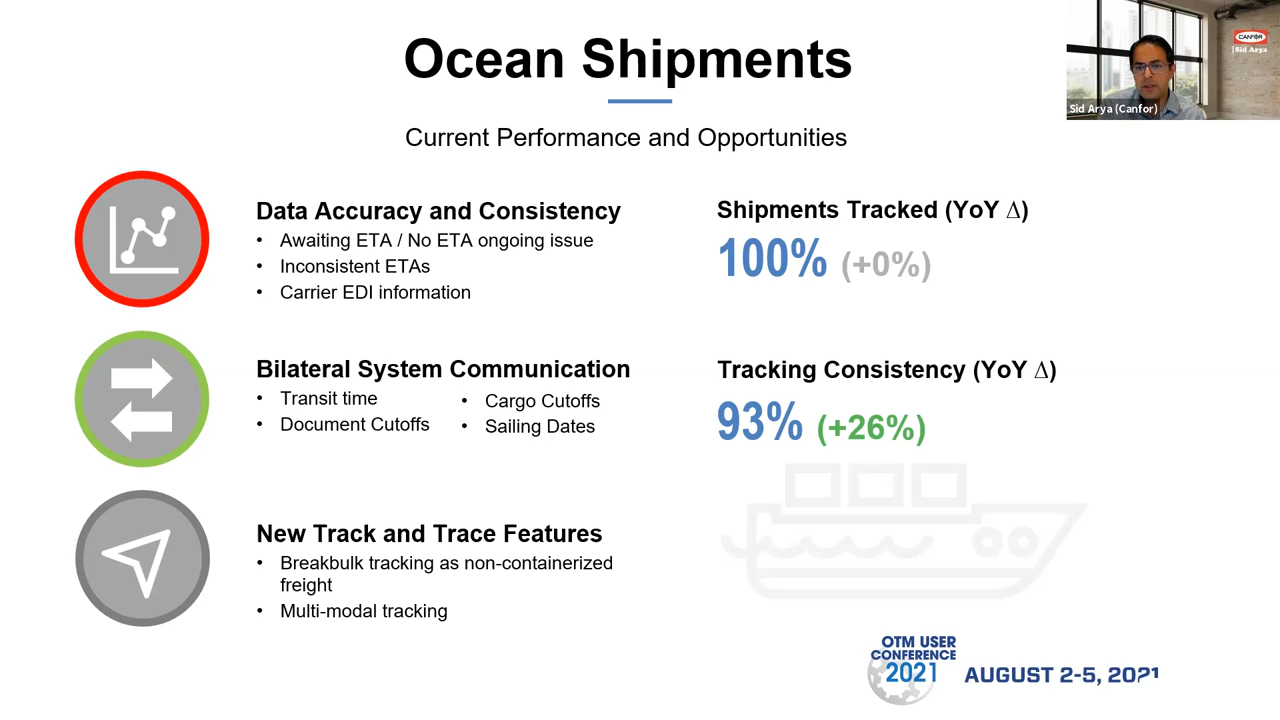 Ocean Shipments
Current Performance and Opportunities
CANFOR
Sid Arya
Sid Arya (Canfor)
Data Accuracy and Consistency
• Awaiting ETA / No ETA ongoing issue
• Inconsistent ETAs
• Carrier EDI information
Shipments Tracked (YoY Δ)
100% (+0%)
Bilateral System Communication
• Transit time
• Document Cutoffs
• Cargo Cutoffs
• Sailing Dates
Tracking Consistency (YoY Δ)
93% (+26%)
New Track and Trace Features
• Breakbulk tracking as non-containerized
freight
• Multi-modal tracking
OTM USER
CONFERENCE
2021
AUGUST 2-5, 2021